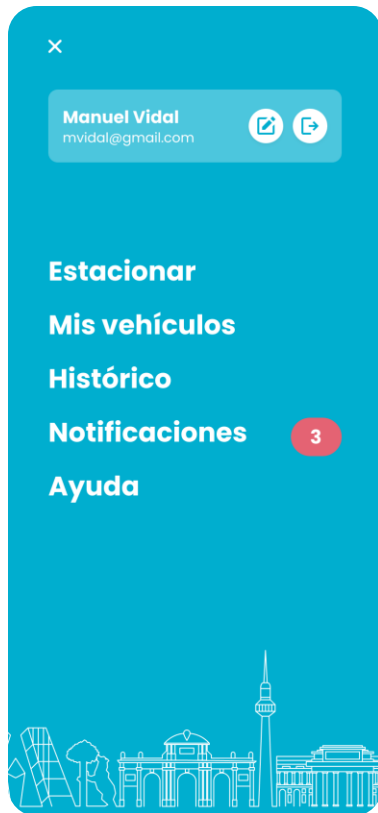 Manuel Vidal
mvidal@gmail.com
Estacionar
Mis vehículos
Histórico
Notificaciones 3
Ayuda